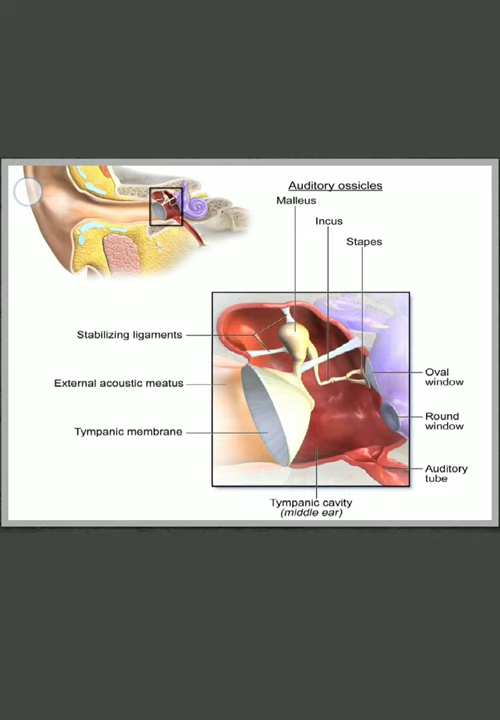 Auditory ossicles
Malleus
Incus
Stapes
Stabilizing ligaments
External acoustic meatus
Tympanic membrane
Oval
window
Round
window
Auditory
tube
Tympanic cavity
(middle ear)